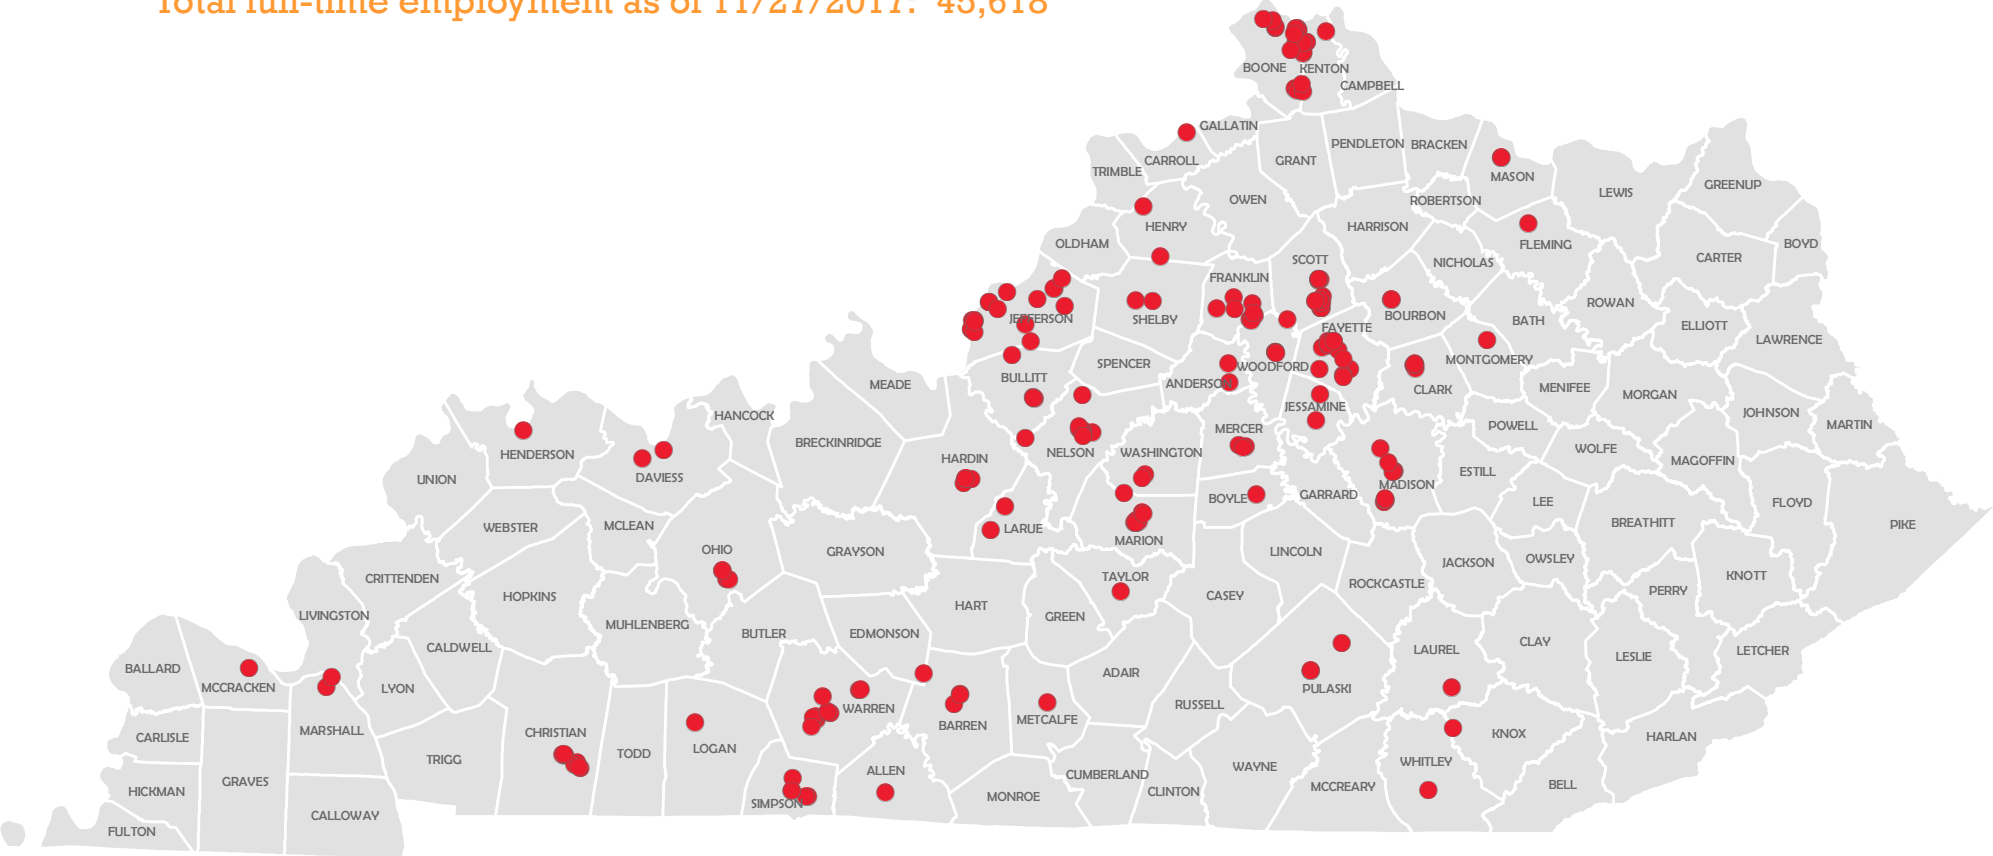 Total full-time employment as of 11/27/2017: 45,618
BOONE
KENTON
CAMPBELL
GALLATIN
CARROLL
TRIMBLE
GRANT
PENDLETON
BRACKEN
MASON
ROBERTSON
LEWIS
GREENUP
OWEN
HENRY
HARRISON
OLDHAM
FLEMING
BOYD
CARTER
NICHOLAS
SCOTT
FRANKLIN
ROWAN
JEFFERSON
SHELBY
BOURBON
BATH
FAYETTE
ELLIOTT
LAWRENCE
SPENCER
WOODFORD
MONTGOMERY
BULLITT
ANDERSON
CLARK
MENIFEE
MORGAN
MEADE
JESSAMINE
HANCOCK
JOHNSON
MARTIN
POWELL
BRECKINRIDGE
MERCER
WOLFE
HENDERSON
NELSON
WASHINGTON
HARDIN
MAGOFFIN
UNION
DAVIESS
ESTILL
MADISON
GARRARD
BOYLE
LEE
FLOYD
WEBSTER
MCLEAN
LARUE
BREATHITT
PIKE
MARION
OHIO
GRAYSON
LINCOLN
JACKSON
OWSLEY
CRITTENDEN
TAYLOR
ROCKCASTLE
KNOTT
HOPKINS
HART
CASEY
PERRY
LIVINGSTON
GREEN
MUHLENBERG
BUTLER
EDMONSON
CALDWELL
CLAY
LAUREL
LESLIE
LETCHER
BALLARD
ADAIR
MCCRACKEN
LYON
PULASKI
WARREN
RUSSELL
METCALFE
BARREN
MARSHALL
CHRISTIAN
CARLISLE
KNOX
HARLAN
TODD
LOGAN
TRIGG
WHITLEY
WAYNE
ALLEN
CUMBERLAND
GRAVES
MCCREARY
BELL
HICKMAN
CLINTON
MONROE
SIMPSON
CALLOWAY
FULTON